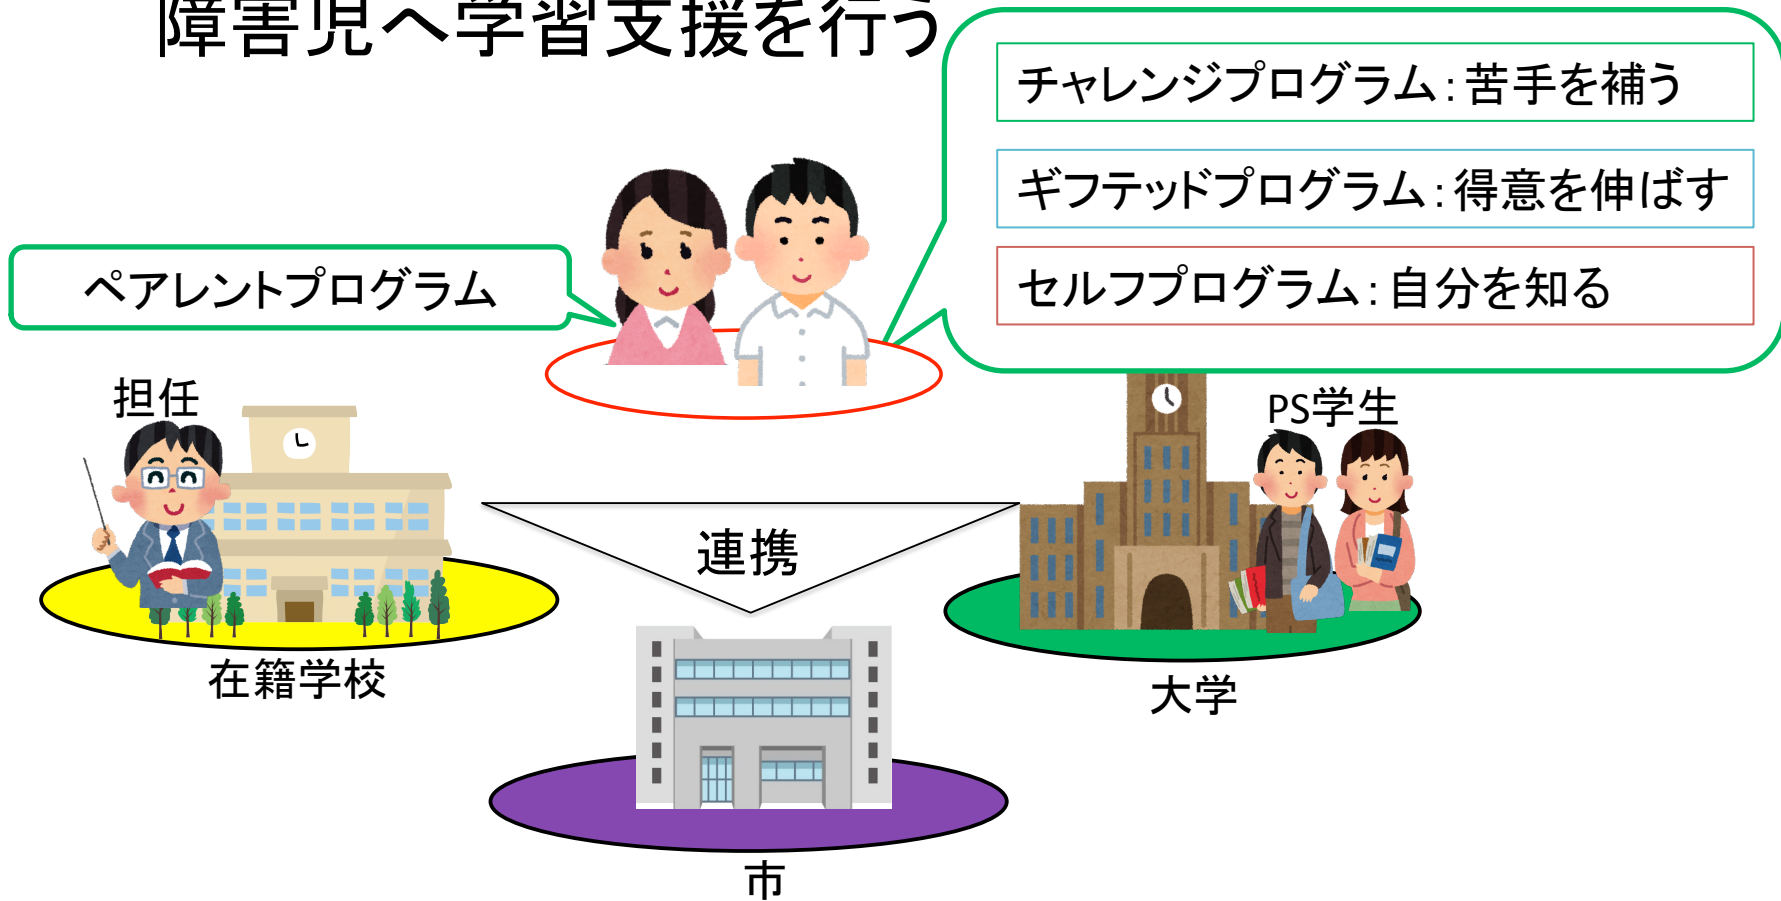 障害児へ学習支援を行う
チャレンジプログラム:苦手を補う
ギフテッドプログラム:得意を伸ばす
セルフプログラム:自分を知る
ペアレントプログラム
担任
PS学生
連携
在籍学校
大学
市